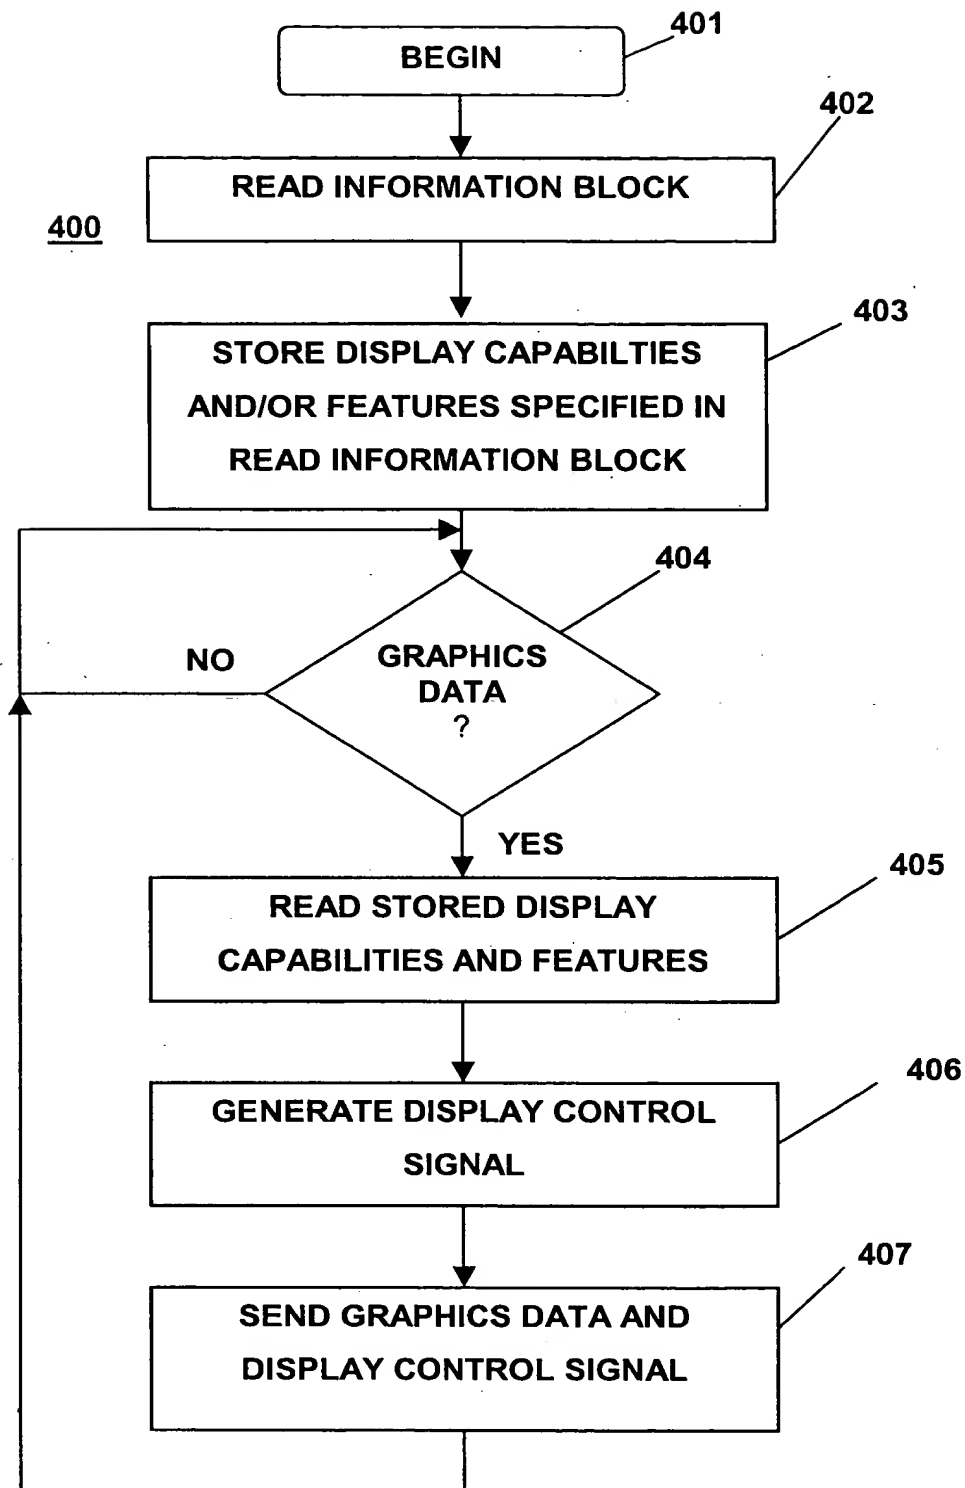 401
BEGIN
402
READ INFORMATION BLOCK
400
403
STORE DISPLAY CAPABILTIES
AND/OR FEATURES SPECIFIED IN
READ INFORMATION BLOCK
404
NO
GRAPHICS
DATA
?
YES
405
READ STORED DISPLAY
CAPABILITIES AND FEATURES
406
GENERATE DISPLAY CONTROL
SIGNAL
407
SEND GRAPHICS DATA AND
DISPLAY CONTROL SIGNAL